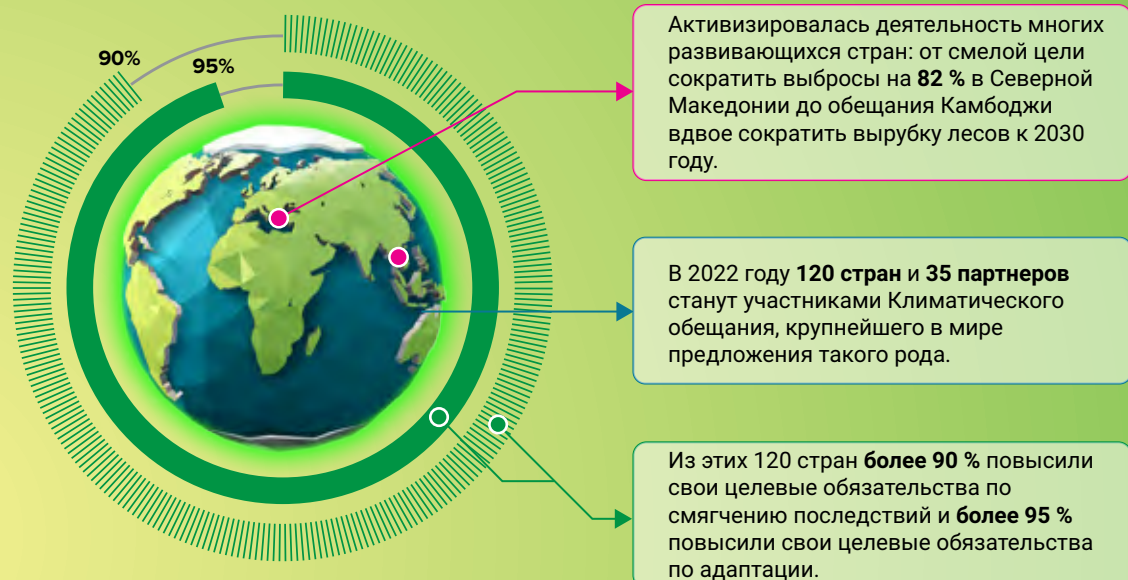 90%
95%
Активизировалась деятельность многих
развивающихся стран: от смелой цели
сократить выбросы на 82 % в Северной
Македонии до обещания Камбоджи
вдвое сократить вырубку лесов к 2030
году.
В 2022 году 120 стран и 35 партнеров
станут участниками Климатического
обещания, крупнейшего в мире
предложения такого рода.
Из этих 120 стран более 90 % повысили
свои целевые обязательства по
смягчению последствий и более 95 %
повысили свои целевые обязательства
по адаптации.